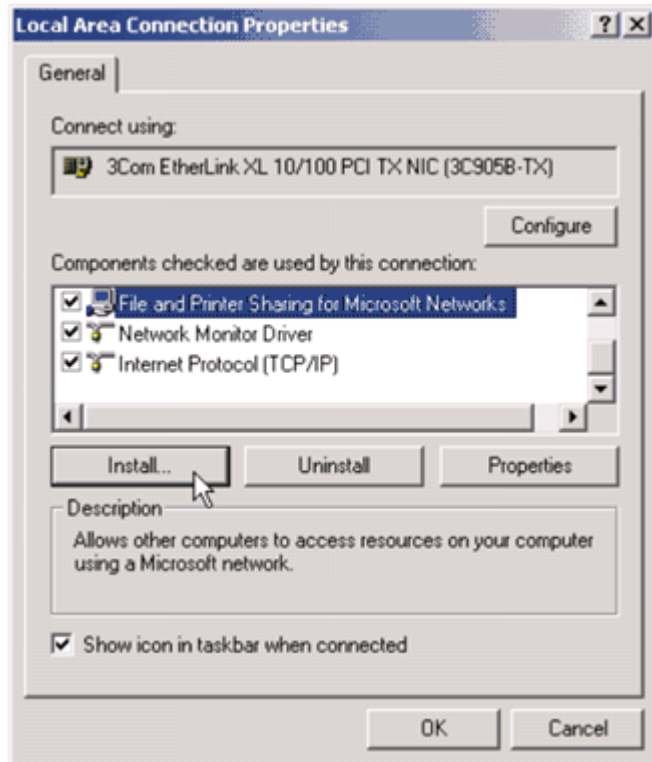 Local Area Connection Properties
General
Connect using:
3Com EtherLink XL 10/100 PCI TX NIC (3C905B-TX)
Configure
Components checked are used by this connection:
File and Printer Sharing for Microsoft Networks
Network Monitor Driver
Internet Protocol (TCP/IP)
Install... Uninstall Properties
Description
Allows other computers to access resources on your computer
using a Microsoft network.
Show icon in taskbar when connected
OK Cancel